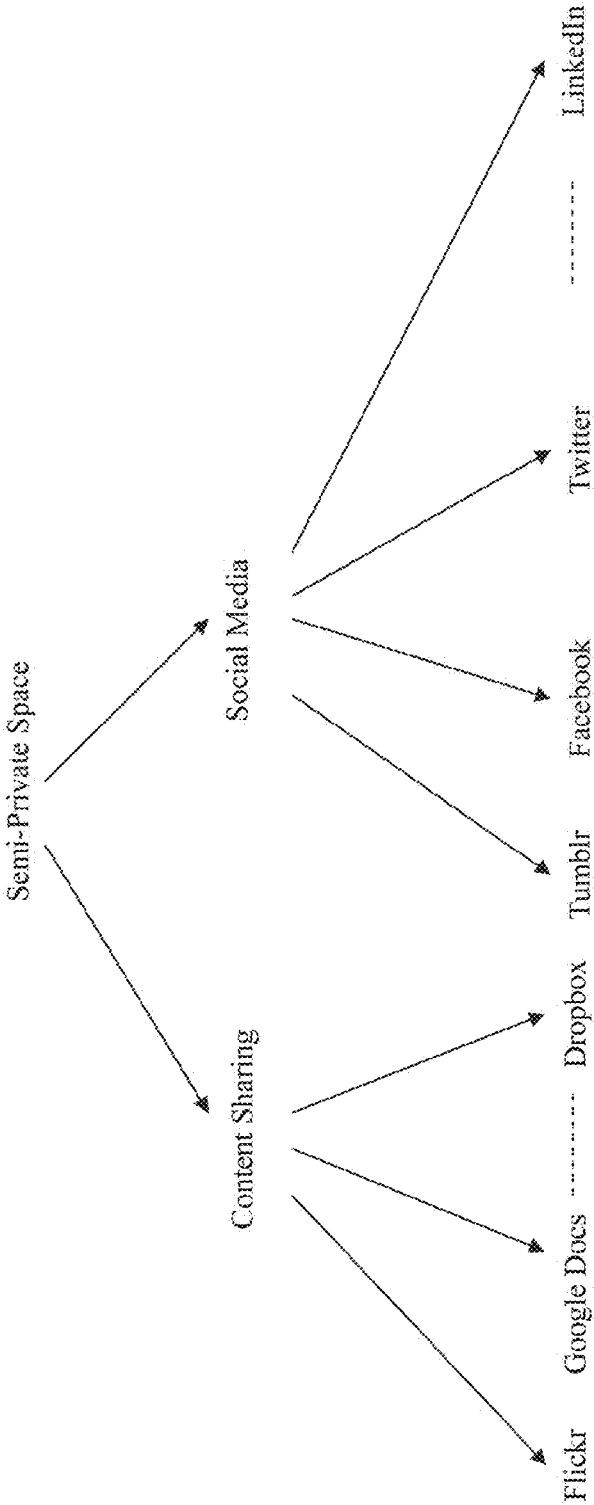 Semi-Private Space
Content Sharing
Social Media
Flickr
Google Docs
Dropbox
Tumblr
Facebook
Twitter
LinkedIn